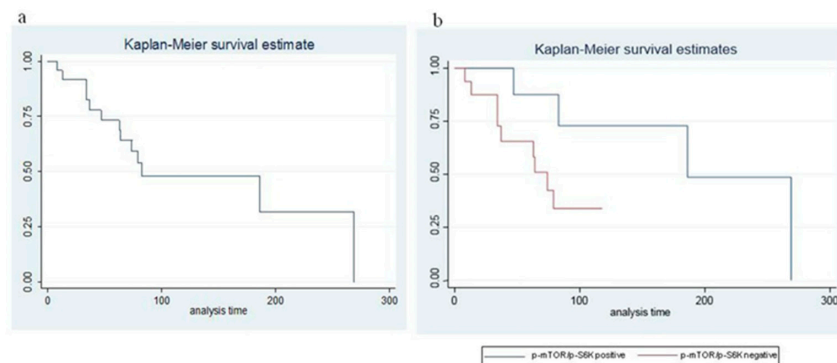 a
Kaplan-Meier survival estimate
1.00
0.75
0.50
0.25
0.00
0 100 200 300
analysis time
b
Kaplan-Meier survival estimates
1.00
0.75
0.50
0.25
0.00
0 100 200 300
analysis time
p-mTOR/p-S6K positive p-mTOR/p-S6K negative